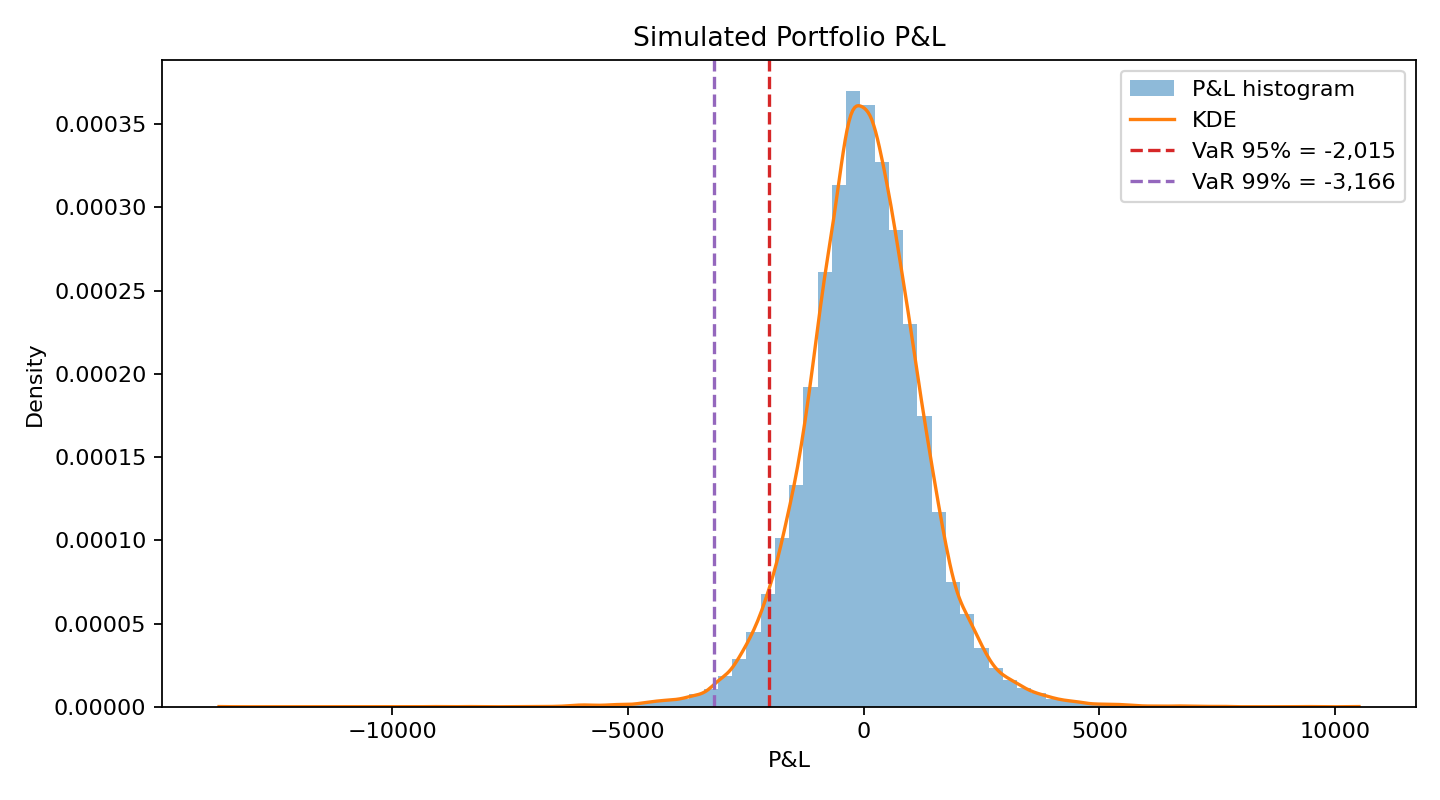 Simulated Portfolio P&L
P&L histogram
KDE
VaR 95% = -2,015
VaR 99% = -3,166
0.00035
0.00030
0.00025
0.00020
0.00015
0.00010
0.00005
0.00000
Density
−10000
−5000
0
5000
10000
P&L